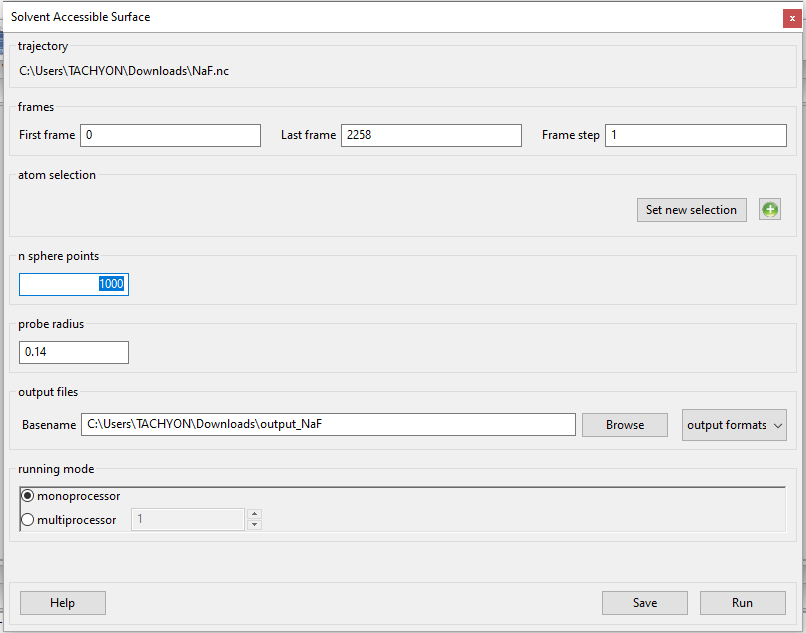 Solvent Accessible Surface
x
trajectory
C:\Users\TACHYON\Downloads\NaF.nc
frames
First frame 0 Last frame 2258 Frame step 1
atom selection
Set new selection
n sphere points
1000
probe radius
0.14
output files
Basename C:\Users\TACHYON\Downloads\output_NaF Browse output formats
running mode
monoprocessor
multiprocessor 1
Help Save Run